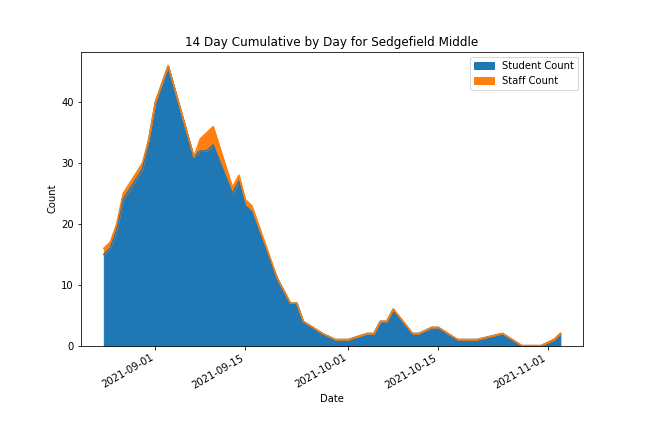 14 Day Cumulative by Day for Sedgefield Middle
Student Count
Staff Count
Count
40
30
20
10
0
2021-09-01
2021-09-15
2021-10-01
2021-10-15
2021-11-01
Date